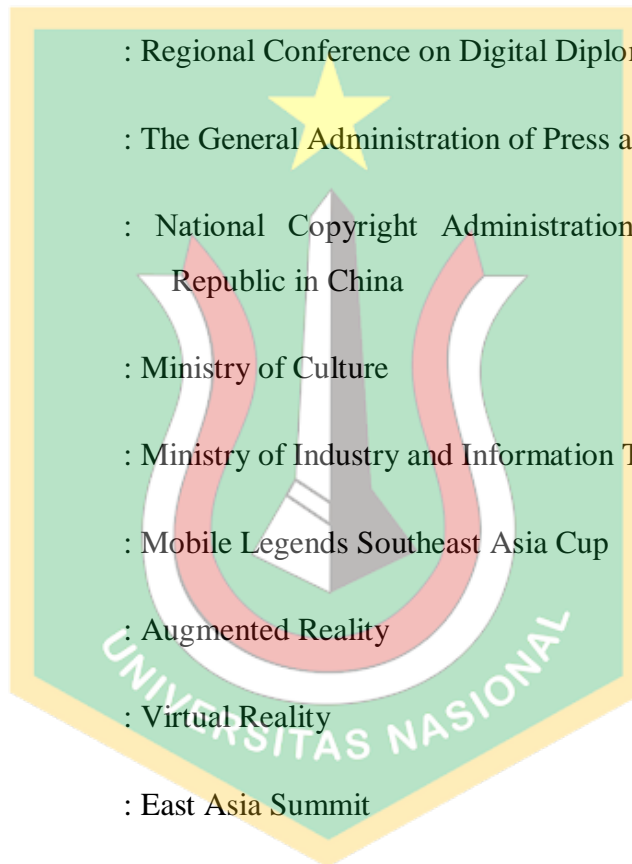 : Regional Conference on Digital
: The General Administration of Press
: National Copyright Administration
Republic in China
: Ministry of Culture
: Ministry of Industry and Information
: Mobile Legends Southeast Asia Cup
: Augmented Reality
: Virtual Reality
: East Asia Summit
UNIVERSITAS NASIONAL